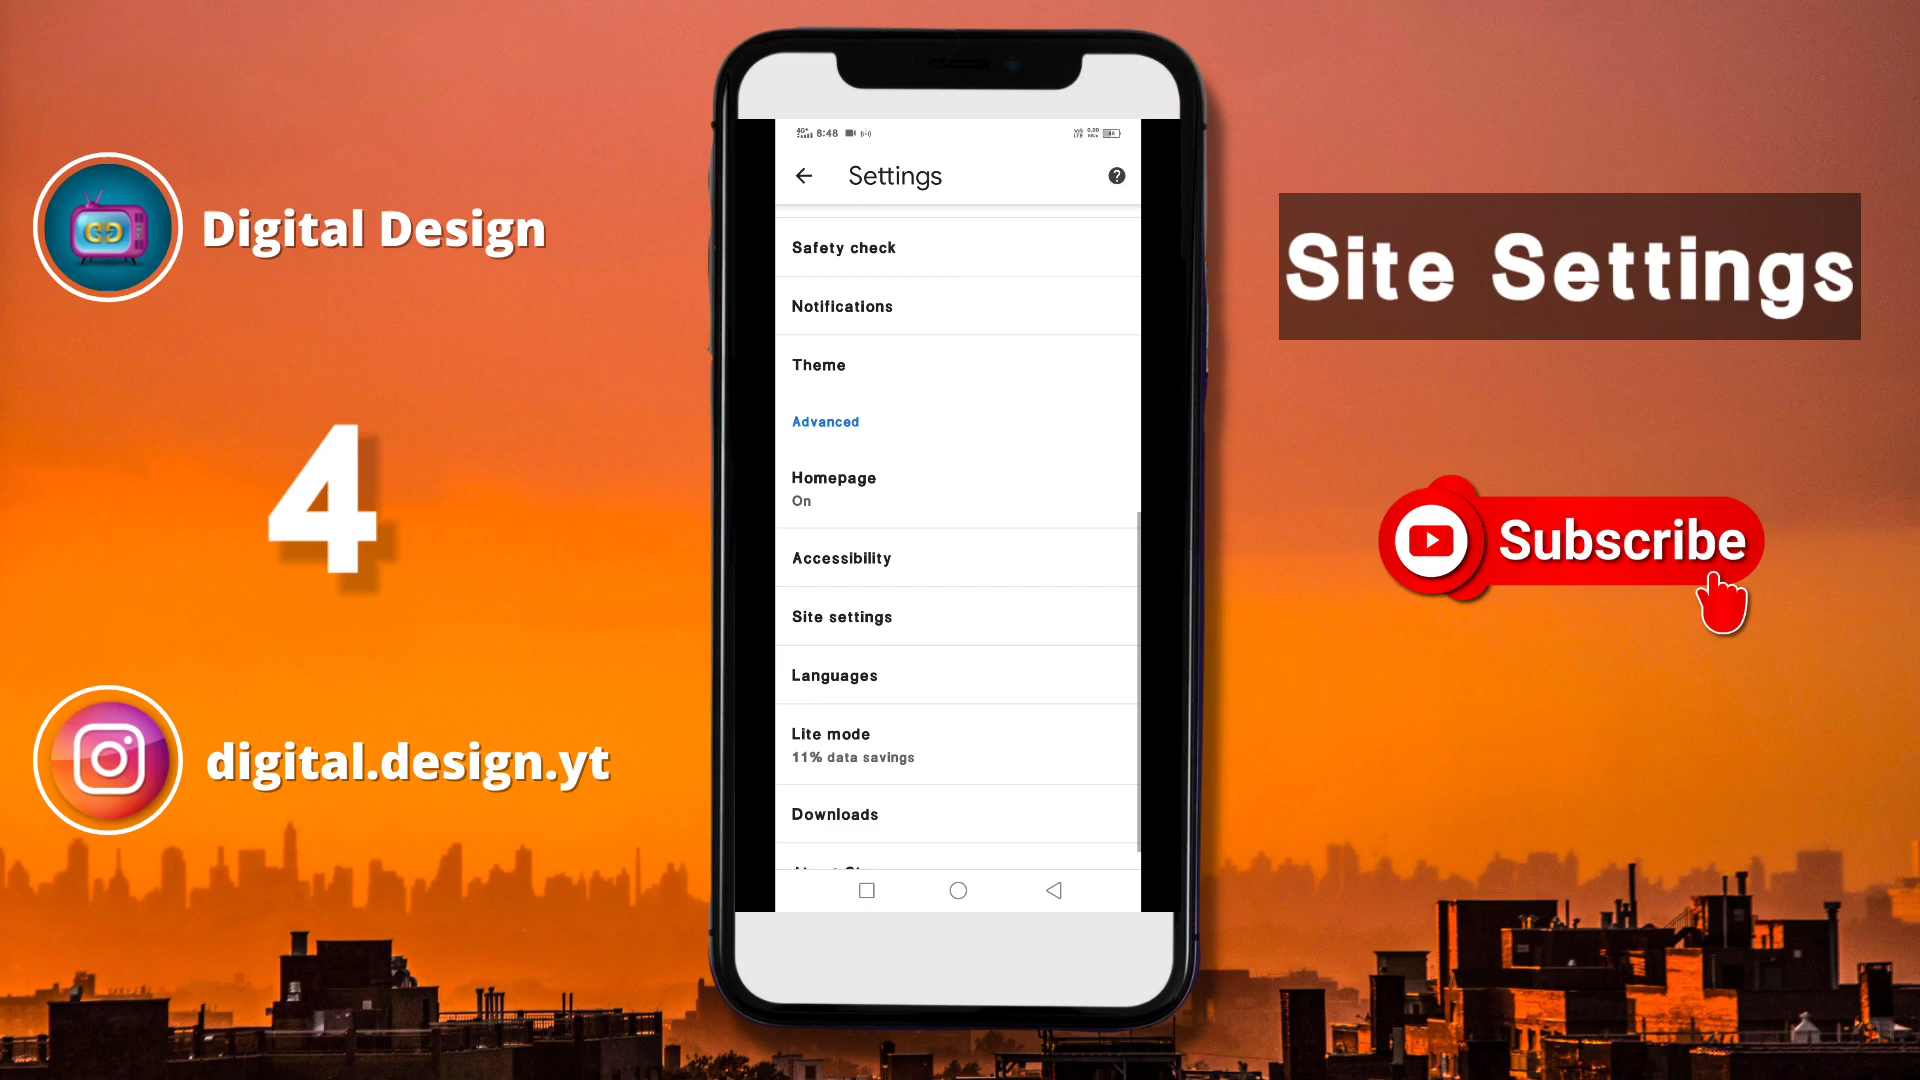 Digital Design
4
digital.design.yt
4G+ 8:48
Settings
Safety check
Notifications
Theme
Advanced
Homepage
On
Accessibility
Site settings
Languages
Lite mode
11% data savings
Downloads
Site Settings
Subscribe